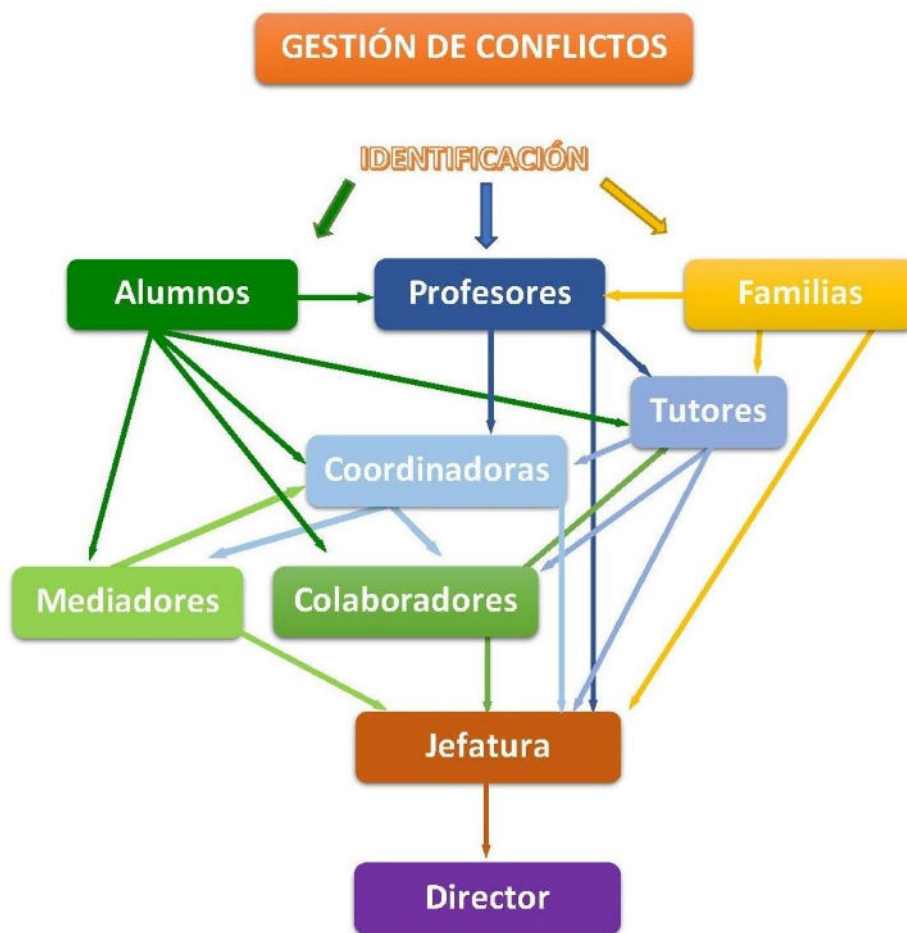 GESTIÓN DE CONFLICTOS
IDENTIFICACIÓN
Alumnos
Profesores
Familias
Tutores
Coordinadoras
Mediadores
Colaboradores
Jefatura
Director